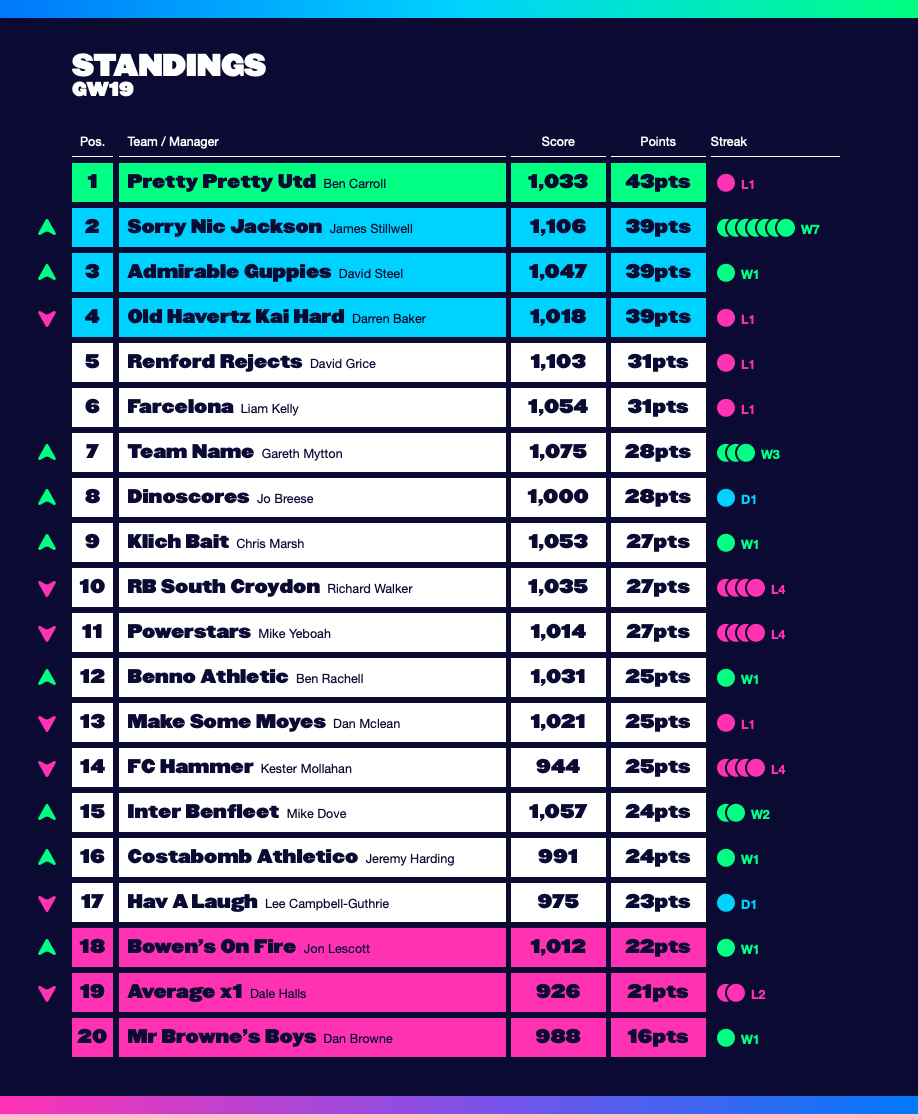 STANDINGS
GW19
Pos. Team / Manager Score Points Streak
1 Pretty Pretty Utd Ben Carroll 1,033 43pts L1
2 Sorry Nic Jackson James Stillwell 1,106 39pts W7
3 Admirable Guppies David Steel 1,047 39pts W1
4 Old Havertz Kai Hard Darren Baker 1,018 39pts L1
5 Renford Rejects David Grice 1,103 31pts L1
6 Farcelona Liam Kelly 1,054 31pts L1
7 Team Name Gareth Mytton 1,075 28pts W3
8 Dinoscores Jo Breese 1,000 28pts D1
9 Klich Bait Chris Marsh 1,053 27pts W1
10 RB South Croydon Richard Walker 1,035 27pts L4
11 Powerstars Mike Yeboah 1,014 27pts L4
12 Benno Athletic Ben Rachell 1,031 25pts W1
13 Make Some Moyes Dan Mclean 1,021 25pts L1
14 FC Hammer Kester Mollahan 944 25pts L4
15 Inter Benfleet Mike Dove 1,057 24pts W2
16 Costabomb Athletico Jeremy Harding 991 24pts W1
17 Hav A Laugh Lee Campbell-Guthrie 975 23pts D1
18 Bowen's On Fire Jon Lescott 1,012 22pts W1
19 Average x1 Dale Halls 926 21pts L2
20 Mr Browne's Boys Dan Browne 988 16pts W1